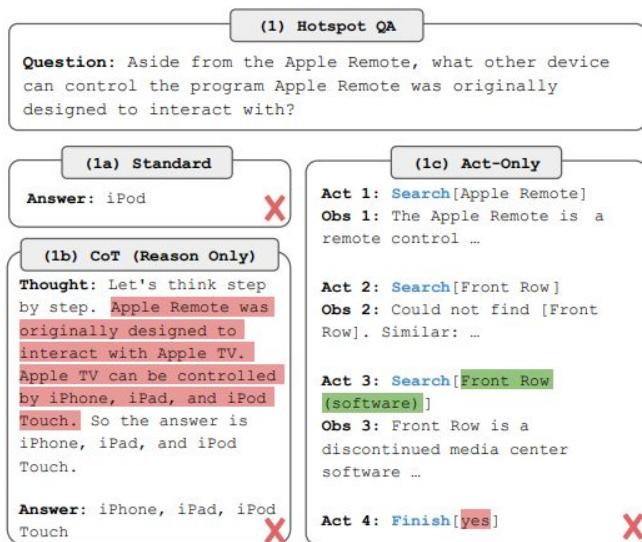 (1) Hotspot QA
Question: Aside from the Apple Remote, what other device
can control the program Apple Remote was originally
designed to interact with?
(1a) Standard
Answer: iPod
(1b) CoT (Reason Only)
Thought: Let's think step
by step. Apple Remote was
originally designed to
interact with Apple TV.
Apple TV can be controlled
by iPhone, iPad, and iPod
Touch. So the answer is
iPhone, iPad, and iPod
Touch.
Answer: iPhone, iPad, iPod
Touch
(1c) Act-Only
Act 1: Search[Apple Remote]
Obs 1: The Apple Remote is a
remote control …
Act 2: Search[Front Row]
Obs 2: Could not find [Front
Row]. Similar: …
Act 3: Search[Front Row
(software)]
Obs 3: Front Row is a
discontinued media center
software …
Act 4: Finish[yes]